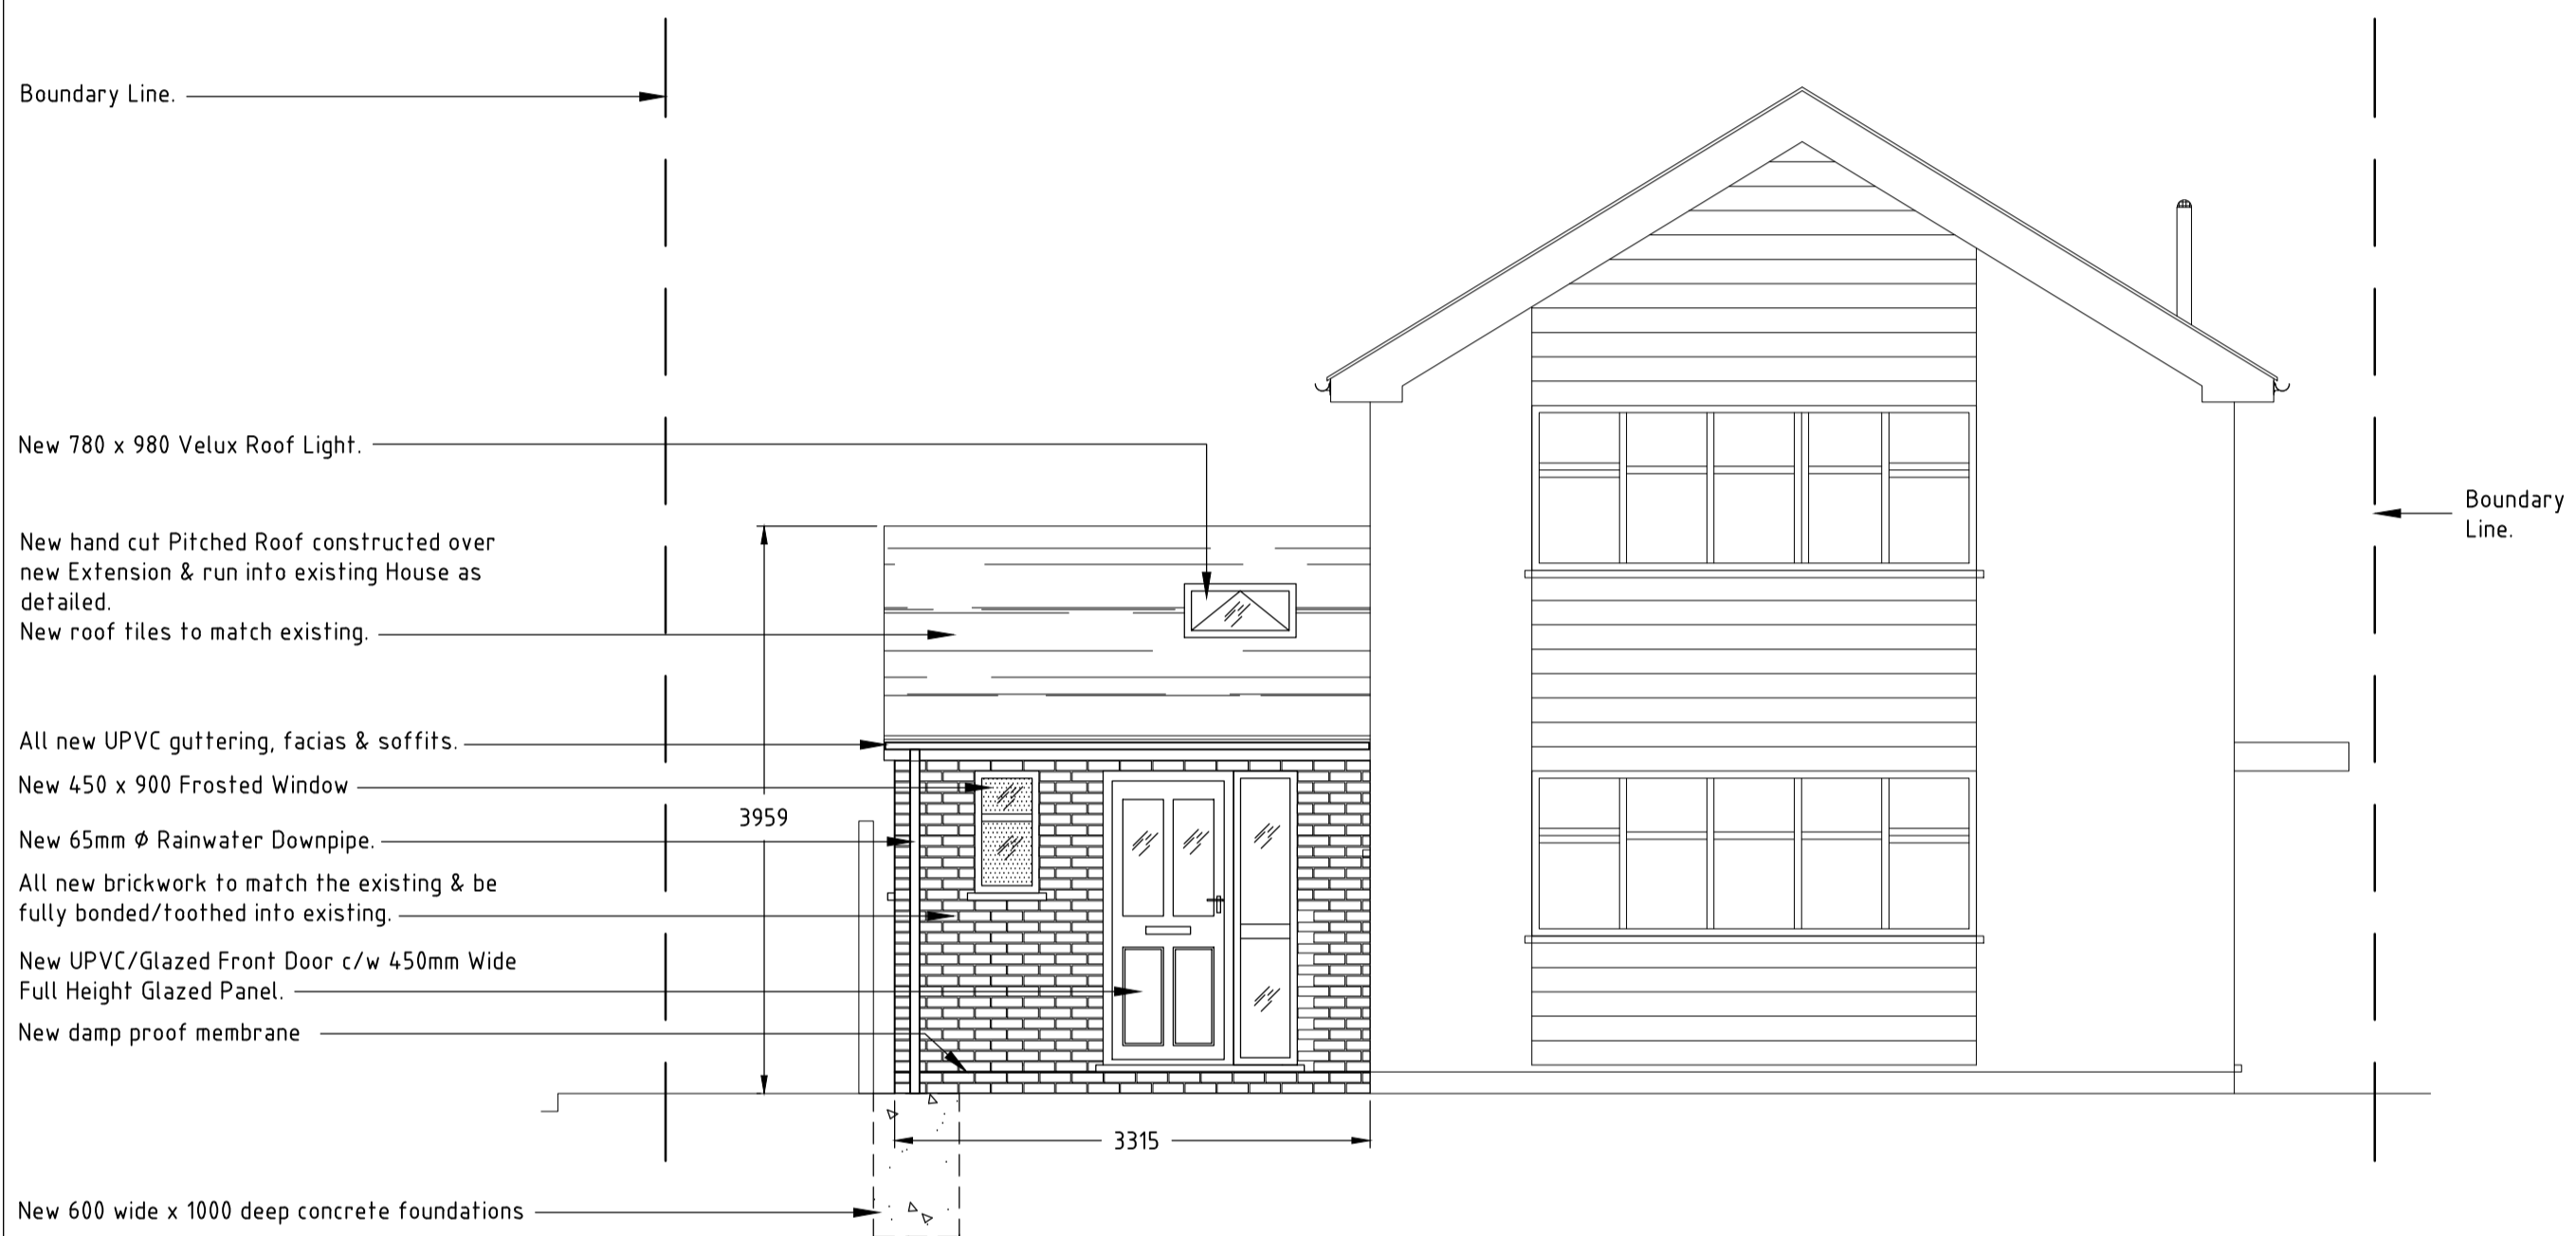 Boundary Line.
New 780 x 980 Velux Roof Light.
Boundary
Line.
New hand cut Pitched Roof constructed over
new Extension & run into existing House as
detailed.
New roof tiles to match existing.
All new UPVC guttering, facias & soffits.
New 450 x 900 Frosted Window
3959
New 65mm Ø Rainwater Downpipe.
All new brickwork to match the existing & be
fully bonded/toothed into existing.
New UPVC/Glazed Front Door c/w 450mm Wide
Full Height Glazed Panel.
New damp proof membrane
3315
New 600 wide x 1000 deep concrete foundations